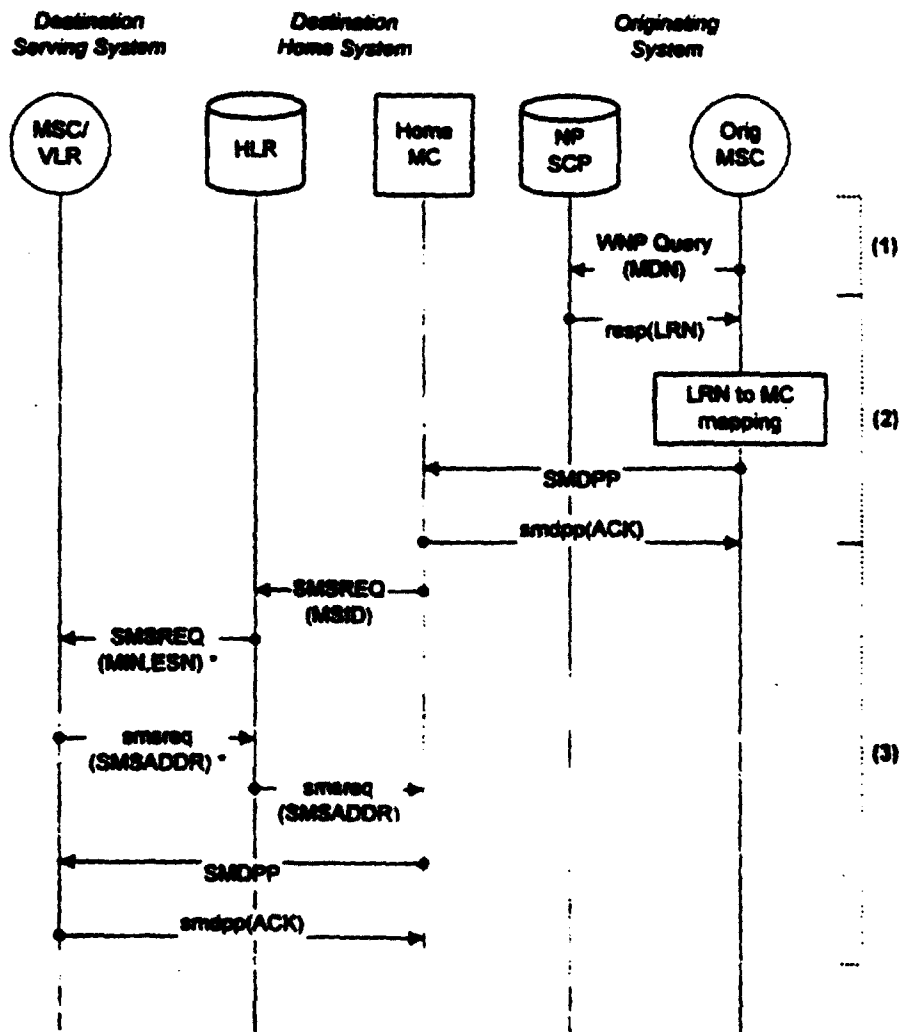 Destination
Serving System
Destination
Home System
Originating
System
MSC/
VLR
HLR
Home
MC
NP
SCP
Orig
MSC
WNP Query
(MDN)
(1)
resp(LRN)
LRN to MC
mapping
(2)
SMDPP
smdpp(ACK)
SMSREQ
(MSID)
SMSREQ
(MIN,ESN) *
smsreq
(SMSADDR) *
(3)
smsreq
(SMSADDR)
SMDPP
smdpp(ACK)